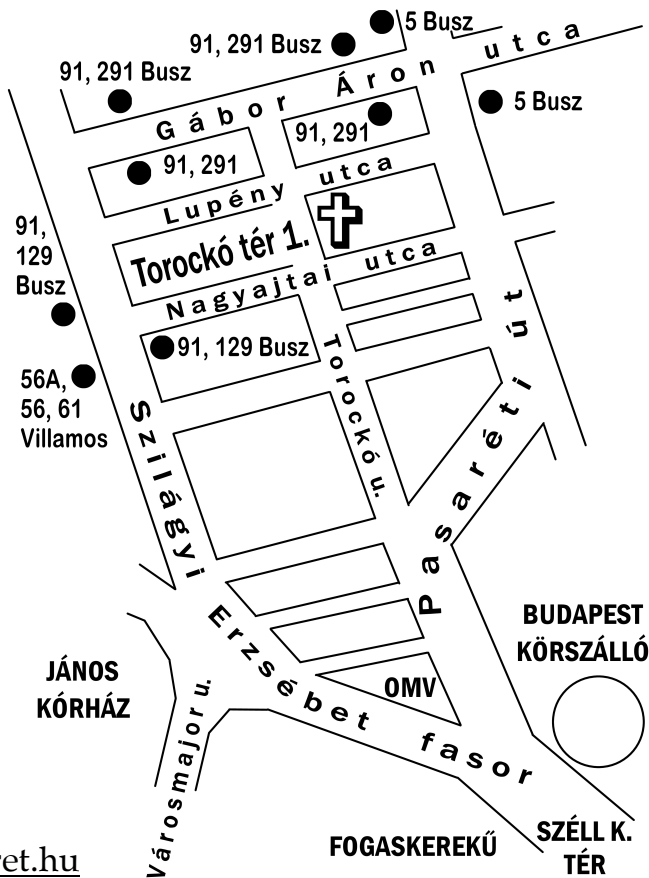 5 Busz
91, 291 Busz
91, 291 Busz
Gábor Áron utca
5 Busz
91, 291
91, 291
Lupény utca
Torockó tér 1.
Nagyajtai utca
91,
129
Busz
91, 129 Busz
56A,
56, 61
Villamos
Torockó u.
Szilágyi Erzsébet fasor
Pasaréti út
BUDAPEST
KÖRSZÁLLÓ
JÁNOS
KÓRHÁZ
OMV
Városmajor u.
FOGASKEREKŰ
SZÉLL K.
TÉR
ret.hu